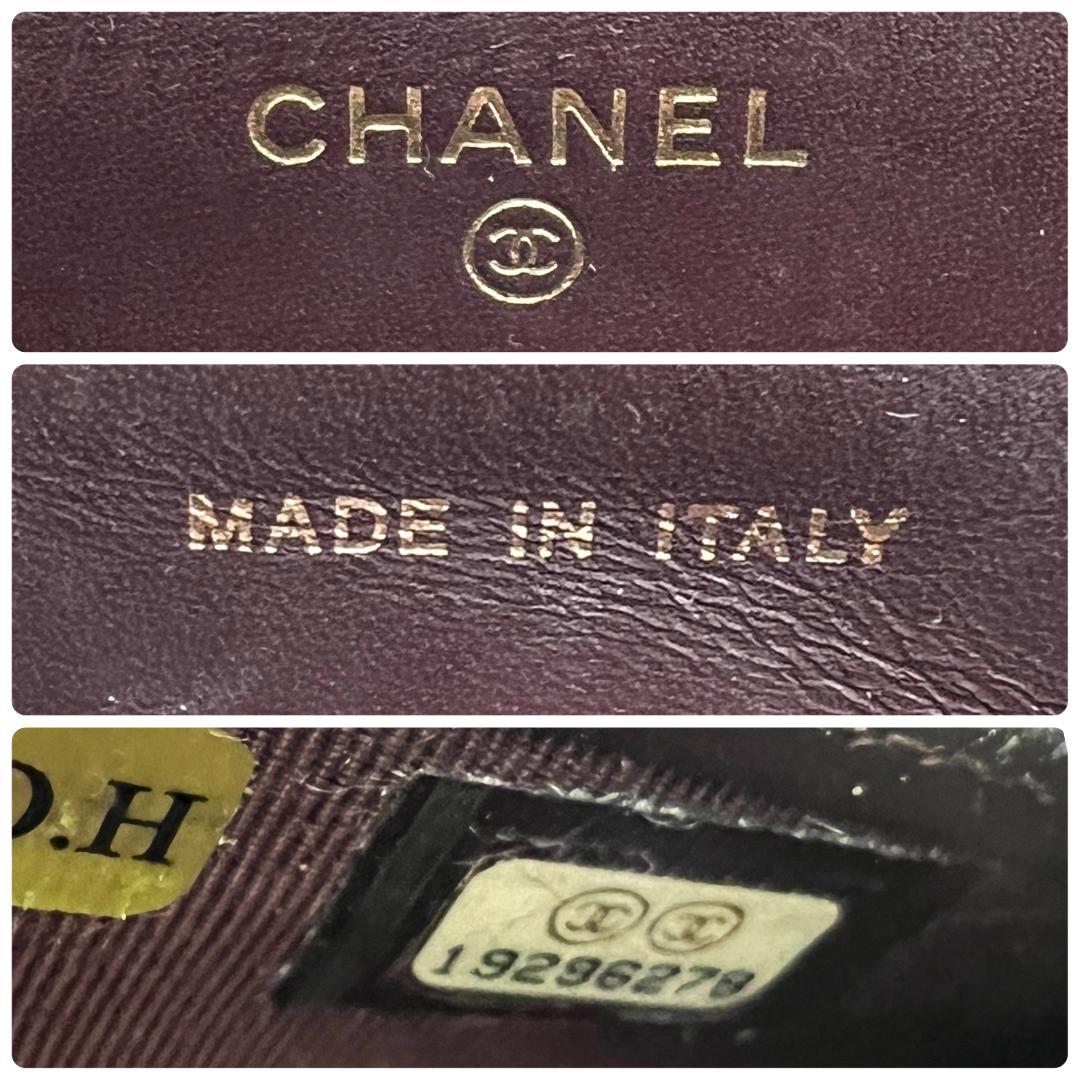 CHANEL
MADE IN ITALY
O.H
19296278